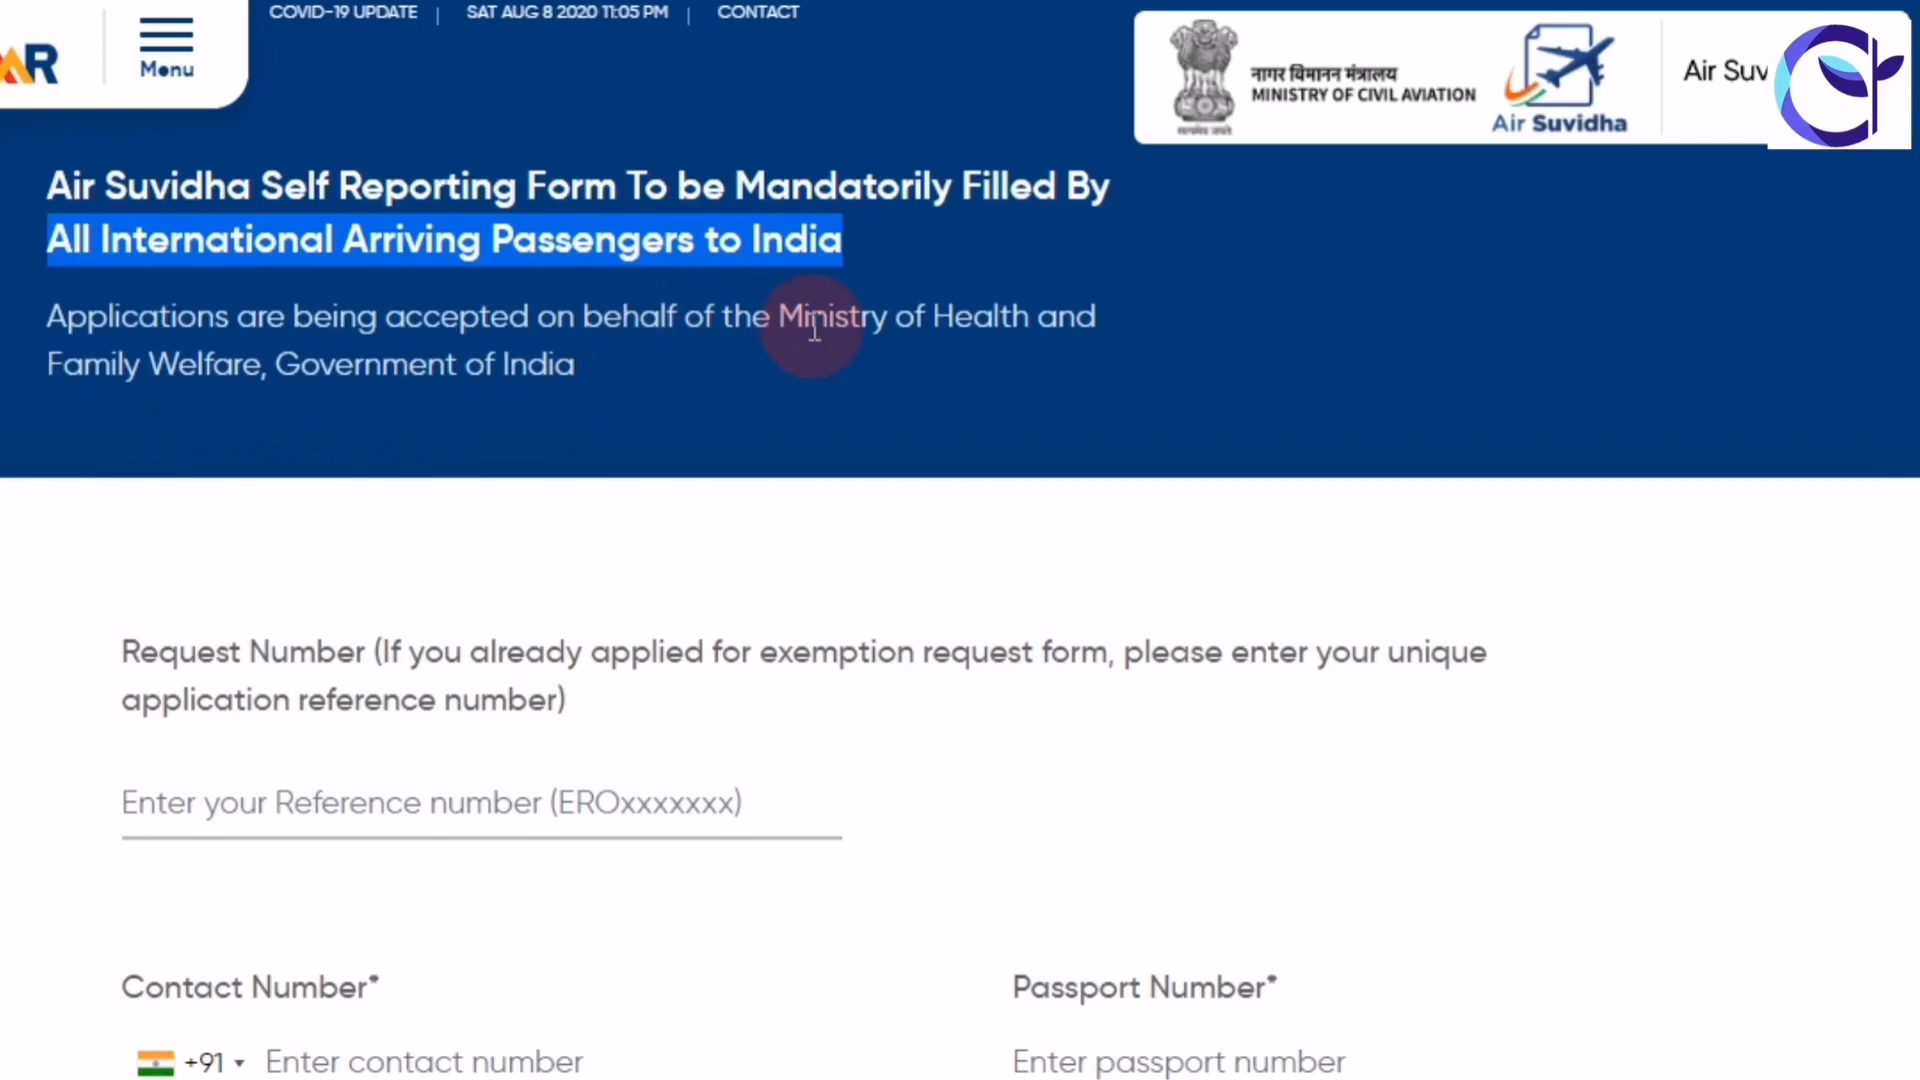 COVID-19 UPDATE | SAT AUG 8 2020 11:05 PM | CONTACT
AR
Menu
नागर विमानन मंत्रालय
MINISTRY OF CIVIL AVIATION
सत्यमेव जयते
Air Suvidha
Air Suv
Air Suvidha Self Reporting Form To be Mandatorily Filled By
All International Arriving Passengers to India
Applications are being accepted on behalf of the Ministry of Health and
Family Welfare, Government of India
Request Number (If you already applied for exemption request form, please enter your unique
application reference number)
Enter your Reference number (EROxxxxxxx)
Contact Number*
Passport Number*
+91 Enter contact number
Enter passport number